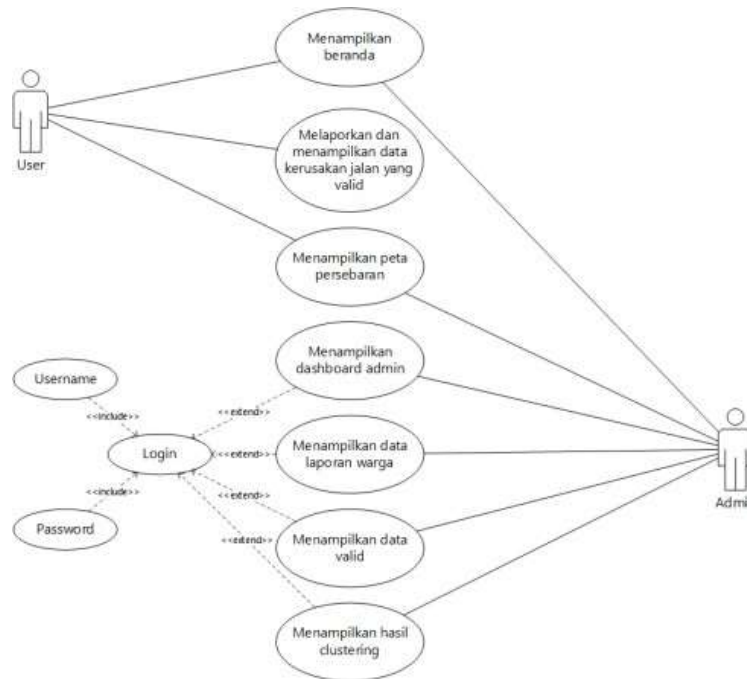 Menampilkan
beranda
User
Melaporkan dan
menampilkan data
kerusakan jalan yang
valid
Menampilkan peta
persebaran
Menampilkan
dashboard admin
Username
<<include>>
<<extend>>
Login
<<extend>>
Menampilkan data
laporan warga
Admi
<<include>>
<<extend>>
Password
<<extend>>
Menampilkan data
valid
Menampilkan hasil
clustering